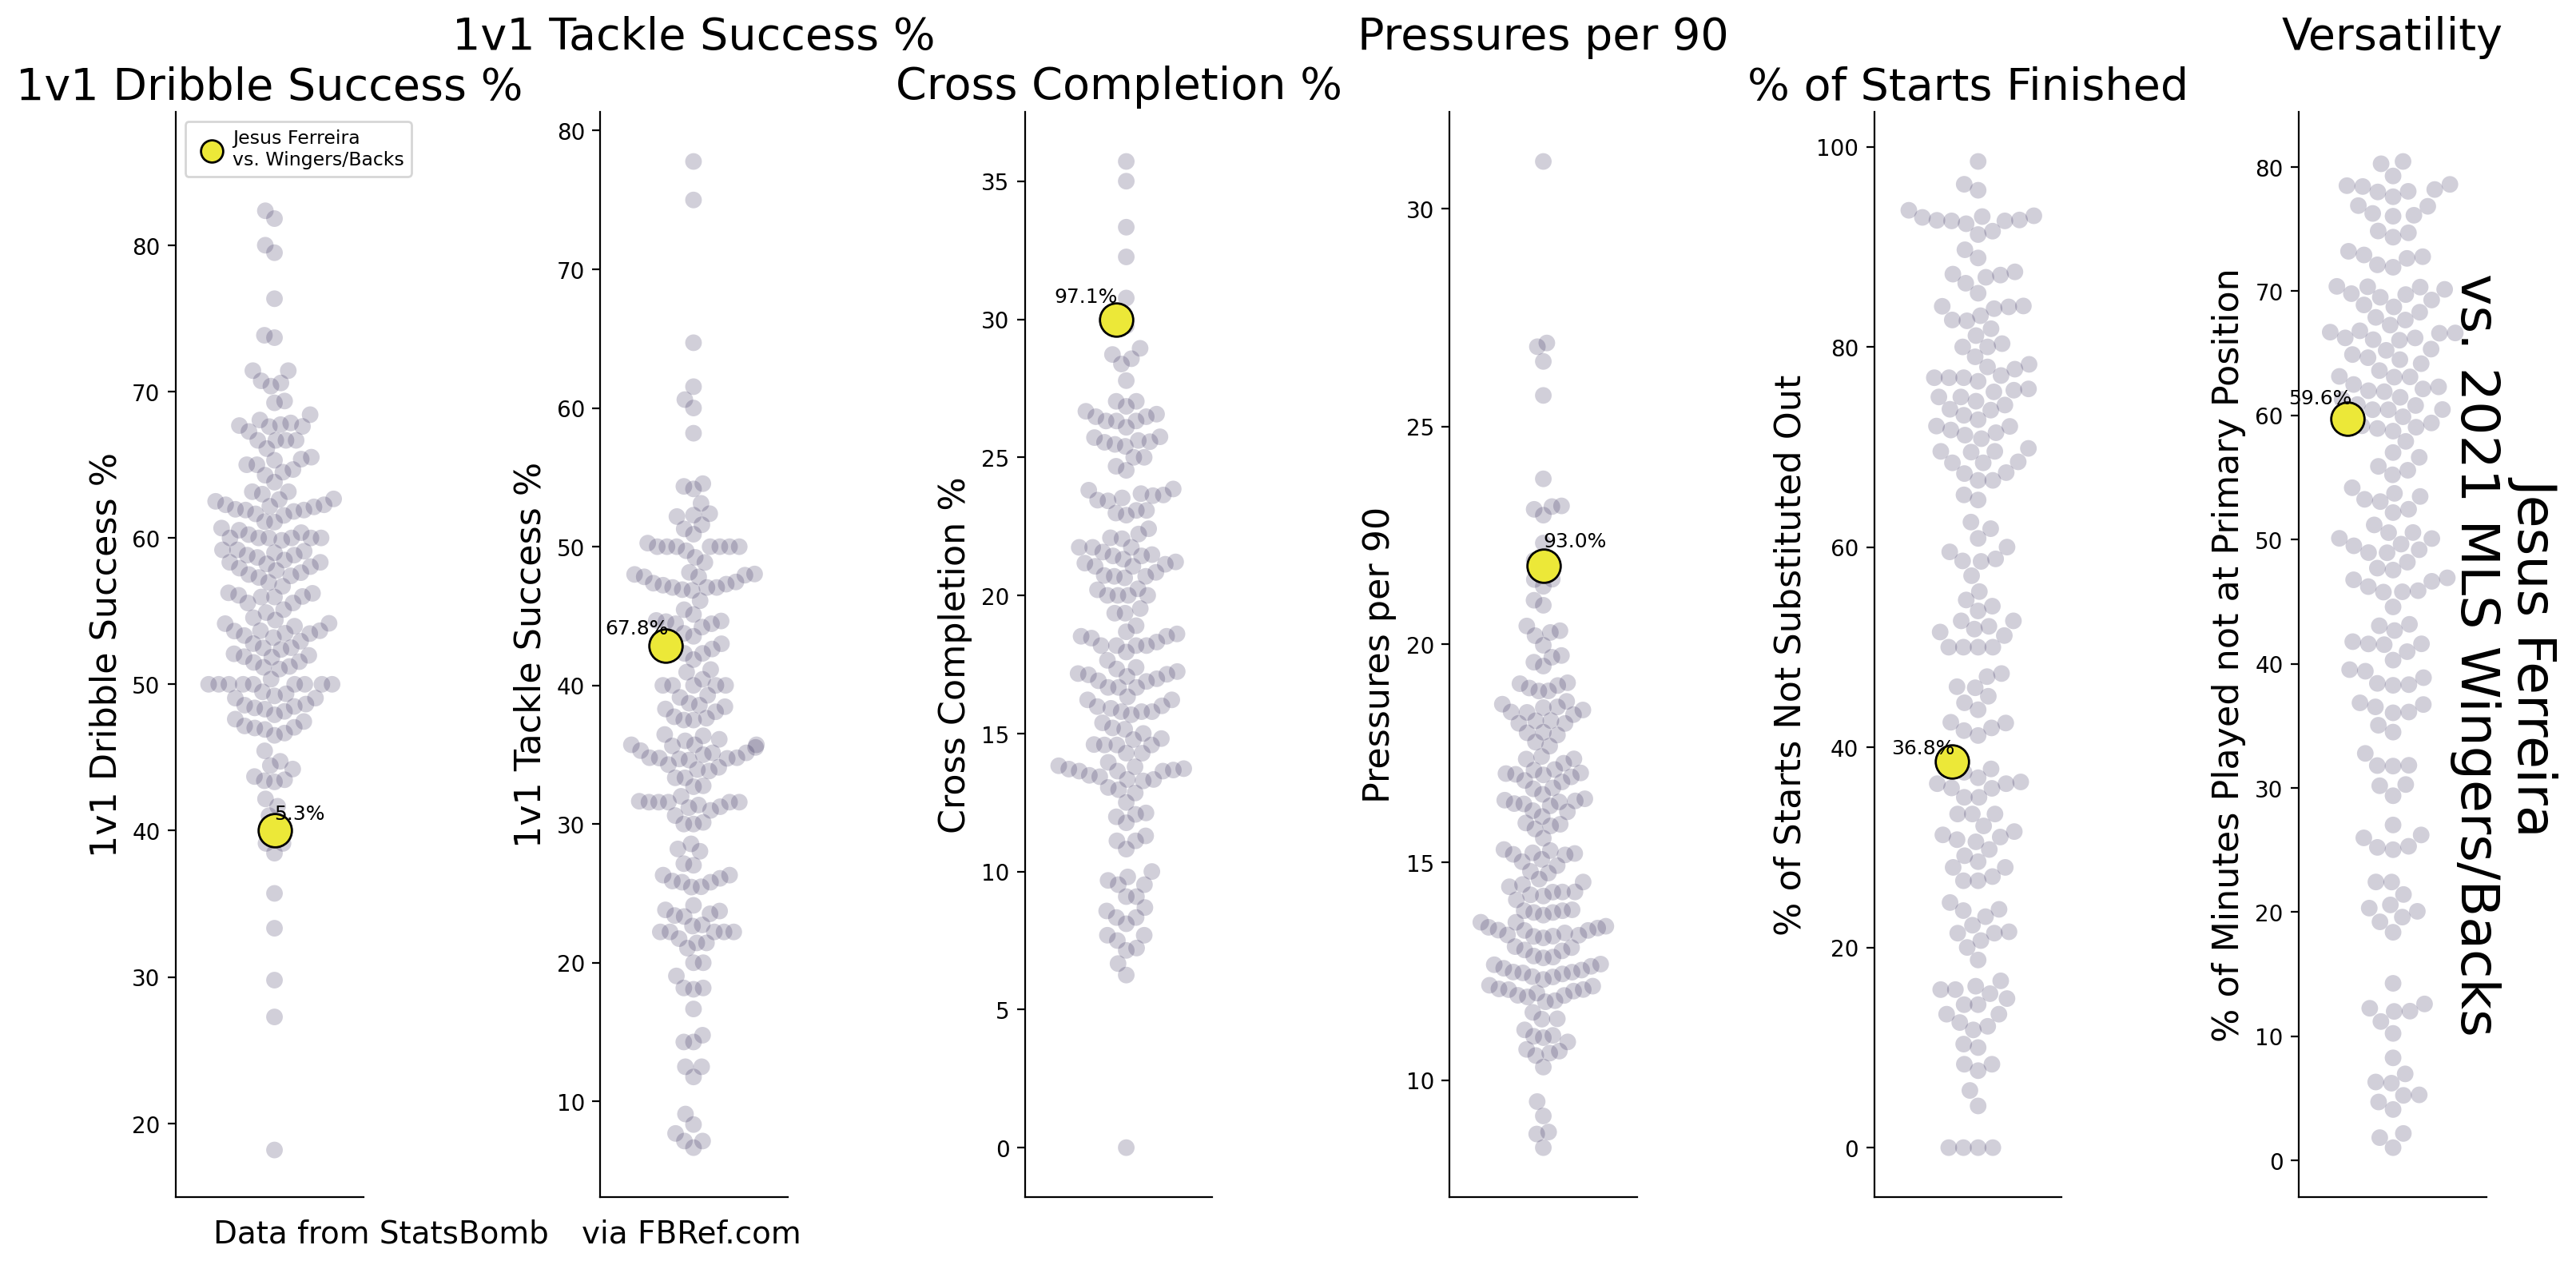 1v1 Tackle Success %
Pressures per 90
Versatility
1v1 Dribble Success %
Cross Completion %
% of Starts Finished
Jesus Ferreira
vs. Wingers/Backs
1v1 Dribble Success %
80
70
60
50
40
30
20
5.3%
1v1 Tackle Success %
80
70
60
50
40
30
20
10
67.8%
Cross Completion %
35
30
25
20
15
10
5
0
97.1%
Pressures per 90
30
25
20
15
10
93.0%
% of Starts Not Substituted Out
100
80
60
40
20
0
36.8%
% of Minutes Played not at Primary Position
80
70
60
50
40
30
20
10
0
59.6%
Jesus Ferreira
vs. 2021 MLS Wingers/Backs
Data from StatsBomb via FBRef.com